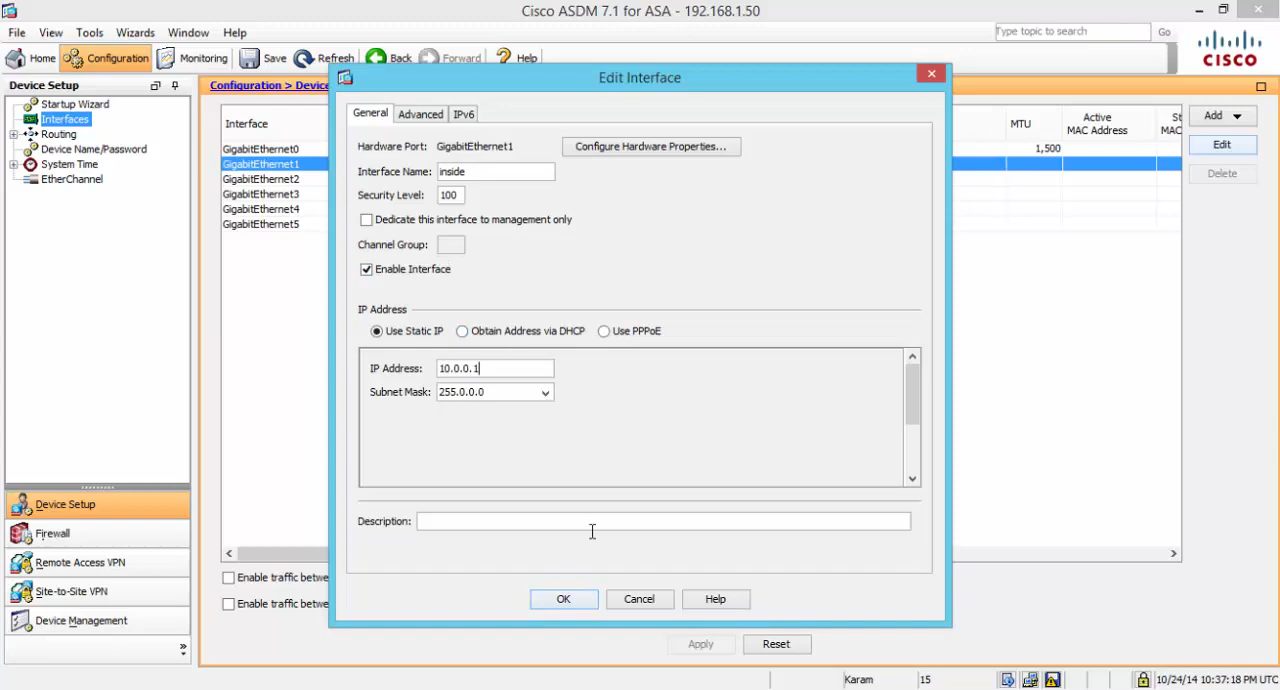 Cisco ASDM 7.1 for ASA - 192.168.1.50
File View Tools Wizards Window Help
Type topic to search Go
Home Configuration Monitoring Save Refresh Back Forward Help
CISCO
Device Setup
Configuration > Device
Startup Wizard
Interfaces
Routing
Device Name/Password
System Time
EtherChannel
Interface
MTU
Active
MAC Address
GigabitEthernet0
1,500
GigabitEthernet1
GigabitEthernet2
GigabitEthernet3
GigabitEthernet4
GigabitEthernet5
Add
Edit
Delete
Edit Interface
General Advanced IPv6
Hardware Port: GigabitEthernet1 Configure Hardware Properties...
Interface Name: inside
Security Level: 100
Dedicate this interface to management only
Channel Group:
Enable Interface
IP Address
Use Static IP Obtain Address via DHCP Use PPPoE
IP Address: 10.0.0.1
Subnet Mask: 255.0.0.0
Description:
OK Cancel Help
Device Setup
Firewall
Remote Access VPN
Site-to-Site VPN
Device Management
Enable traffic betwe
Enable traffic betwe
Apply Reset
Karam 15 10/24/14 10:37:18 PM UTC